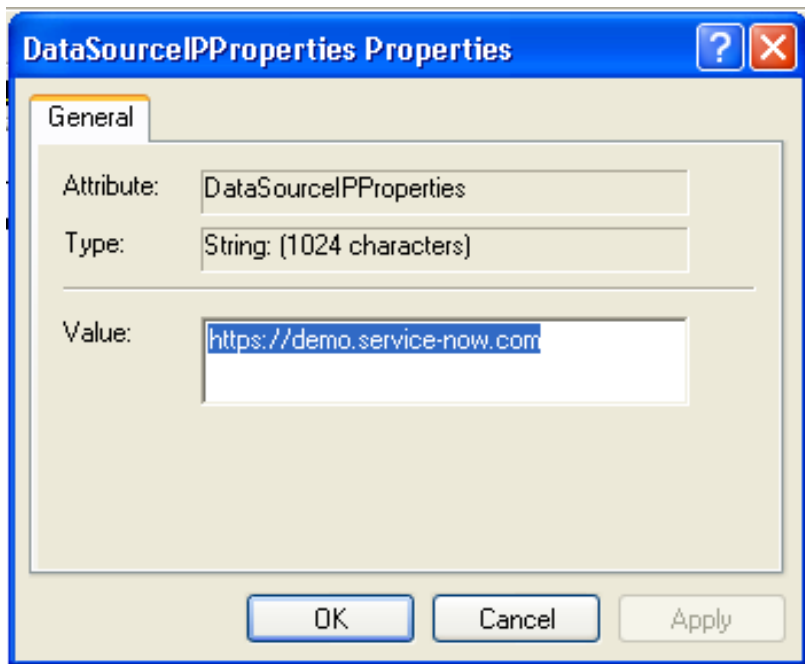 DataSourceIPProperties Properties
General
Attribute: DataSourceIPProperties
Type: String: (1024 characters)
Value: https://demo.service-now.com
OK Cancel Apply